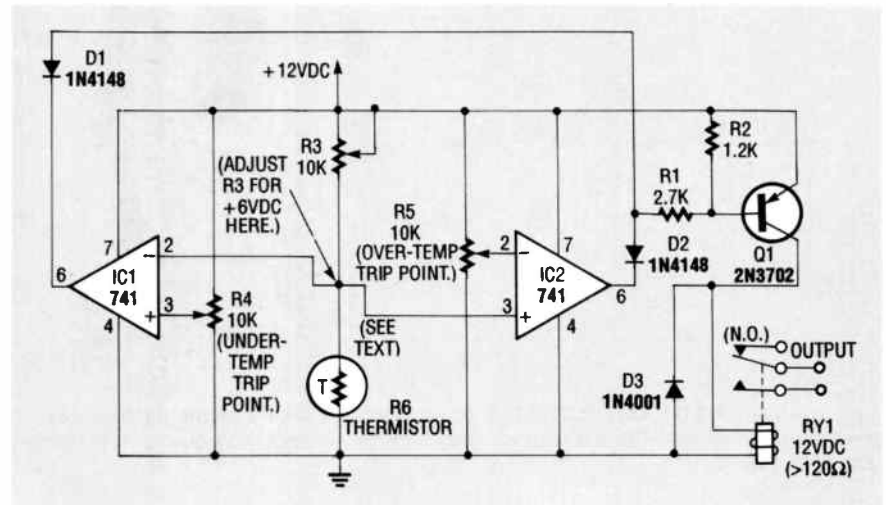 D1
1N4148
+12VDC
R3
10K
(ADJUST
R3 FOR
+6VDC
HERE.)
R5
10K
(OVER-TEMP
TRIP POINT.)
R2
1.2K
R1
2.7K
Q1
2N3702
D2
1N4148
7
2
6
IC1
741
3
4
R4
10K
(UNDER-
TEMP
TRIP
POINT.)
(SEE
TEXT)
T
R6
THERMISTOR
2
7
IC2
741
6
3
4
D3
1N4001
(N.O.)
OUTPUT
RY1
12VDC
(>120Ω)